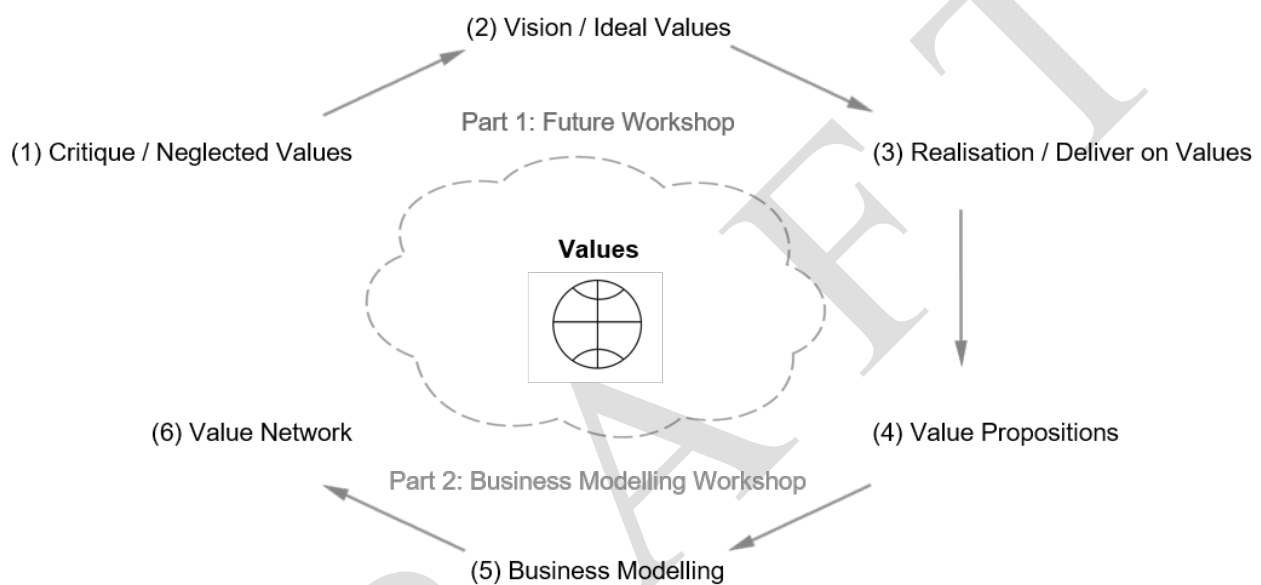 (2) Vision / Ideal Values
Part 1: Future Workshop
(1) Critique / Neglected Values
(3) Realisation / Deliver on Values
Values
(6) Value Network
(4) Value Propositions
Part 2: Business Modelling Workshop
(5) Business Modelling
AFT